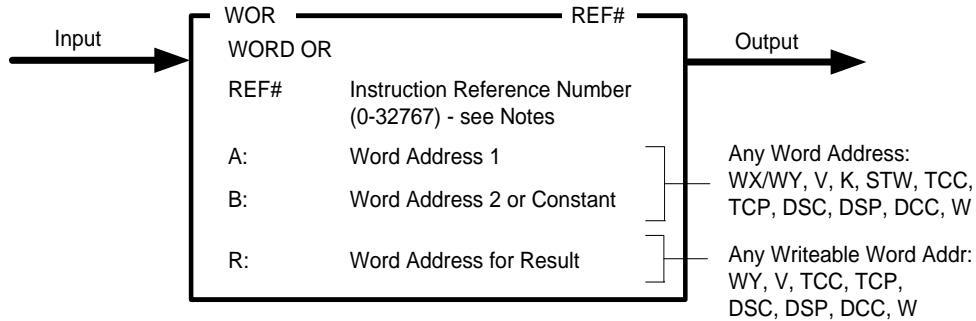 WOR REF#
Input
WORD OR
Output
REF# Instruction Reference Number
(0-32767) - see Notes
A: Word Address 1
B: Word Address 2 or Constant
Any Word Address:
WX/WY, V, K, STW, TCC,
TCP, DSC, DSP, DCC, W
R: Word Address for Result
Any Writeable Word Addr:
WY, V, TCC, TCP,
DSC, DSP, DCC, W